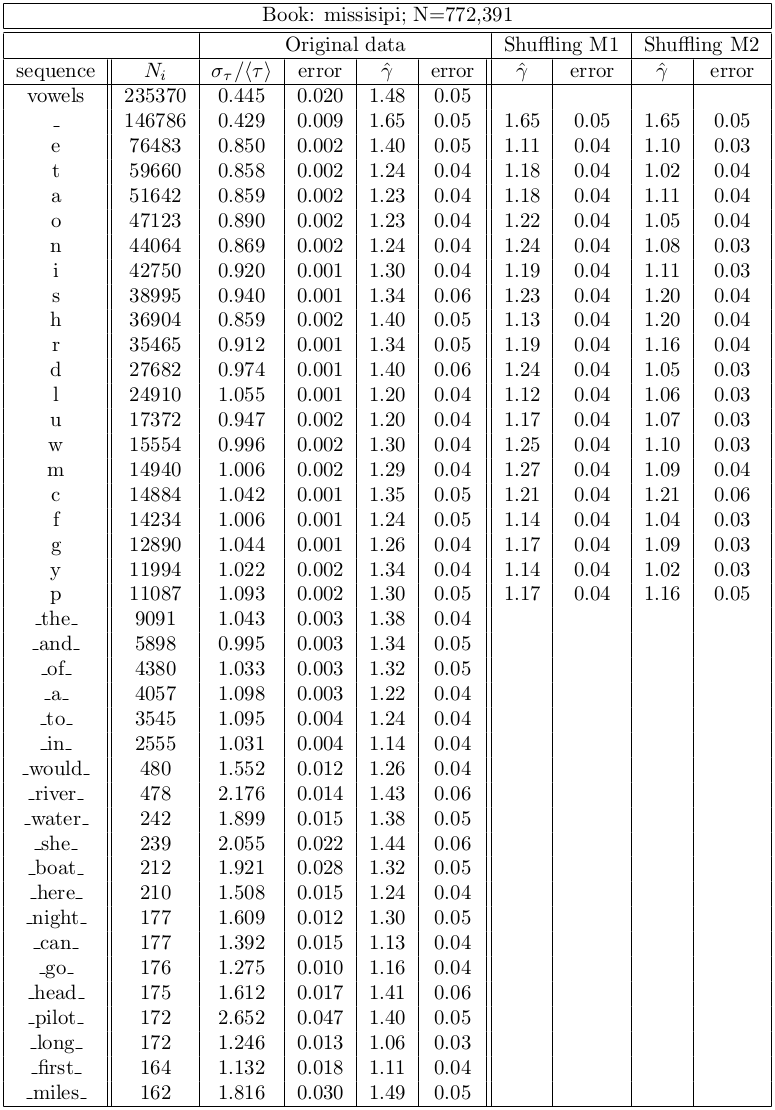 Book: missisipi; N=772,391
Original data Shuffling M1 Shuffling M2
sequence N_i σ_τ/⟨τ⟩ error γ̂ error γ̂ error γ̂ error
vowels 235370 0.445 0.020 1.48 0.05
_ 146786 0.429 0.009 1.65 0.05 1.65 0.05 1.65 0.05
e 76483 0.850 0.002 1.40 0.05 1.11 0.04 1.10 0.03
t 59660 0.858 0.002 1.24 0.04 1.18 0.04 1.02 0.04
a 51642 0.859 0.002 1.23 0.04 1.18 0.04 1.11 0.04
o 47123 0.890 0.002 1.23 0.04 1.22 0.04 1.05 0.04
n 44064 0.869 0.002 1.24 0.04 1.24 0.04 1.08 0.03
i 42750 0.920 0.001 1.30 0.04 1.19 0.04 1.11 0.03
s 38995 0.940 0.001 1.34 0.06 1.23 0.04 1.20 0.04
h 36904 0.859 0.002 1.40 0.05 1.13 0.04 1.20 0.04
r 35465 0.912 0.001 1.34 0.05 1.19 0.04 1.16 0.04
d 27682 0.974 0.001 1.40 0.06 1.24 0.04 1.05 0.03
l 24910 1.055 0.001 1.20 0.04 1.12 0.04 1.06 0.03
u 17372 0.947 0.002 1.20 0.04 1.17 0.04 1.07 0.03
w 15554 0.996 0.002 1.30 0.04 1.25 0.04 1.10 0.03
m 14940 1.006 0.002 1.29 0.04 1.27 0.04 1.09 0.04
c 14884 1.042 0.001 1.35 0.05 1.21 0.04 1.21 0.06
f 14234 1.006 0.001 1.24 0.05 1.14 0.04 1.04 0.03
g 12890 1.044 0.001 1.26 0.04 1.17 0.04 1.09 0.03
y 11994 1.022 0.002 1.34 0.04 1.14 0.04 1.02 0.03
p 11087 1.093 0.002 1.30 0.05 1.17 0.04 1.16 0.05
_the_ 9091 1.043 0.003 1.38 0.04
_and_ 5898 0.995 0.003 1.34 0.05
_of_ 4380 1.033 0.003 1.32 0.05
_a_ 4057 1.098 0.003 1.22 0.04
_to_ 3545 1.095 0.004 1.24 0.04
_in_ 2555 1.031 0.004 1.14 0.04
_would_ 480 1.552 0.012 1.26 0.04
_river_ 478 2.176 0.014 1.43 0.06
_water_ 242 1.899 0.015 1.38 0.05
_she_ 239 2.055 0.022 1.44 0.06
_boat_ 212 1.921 0.028 1.32 0.05
_here_ 210 1.508 0.015 1.24 0.04
_night_ 177 1.609 0.012 1.30 0.05
_can_ 177 1.392 0.015 1.13 0.04
_go_ 176 1.275 0.010 1.16 0.04
_head_ 175 1.612 0.017 1.41 0.06
_pilot_ 172 2.652 0.047 1.40 0.05
_long_ 172 1.246 0.013 1.06 0.03
_first_ 164 1.132 0.018 1.11 0.04
_miles_ 162 1.816 0.030 1.49 0.05